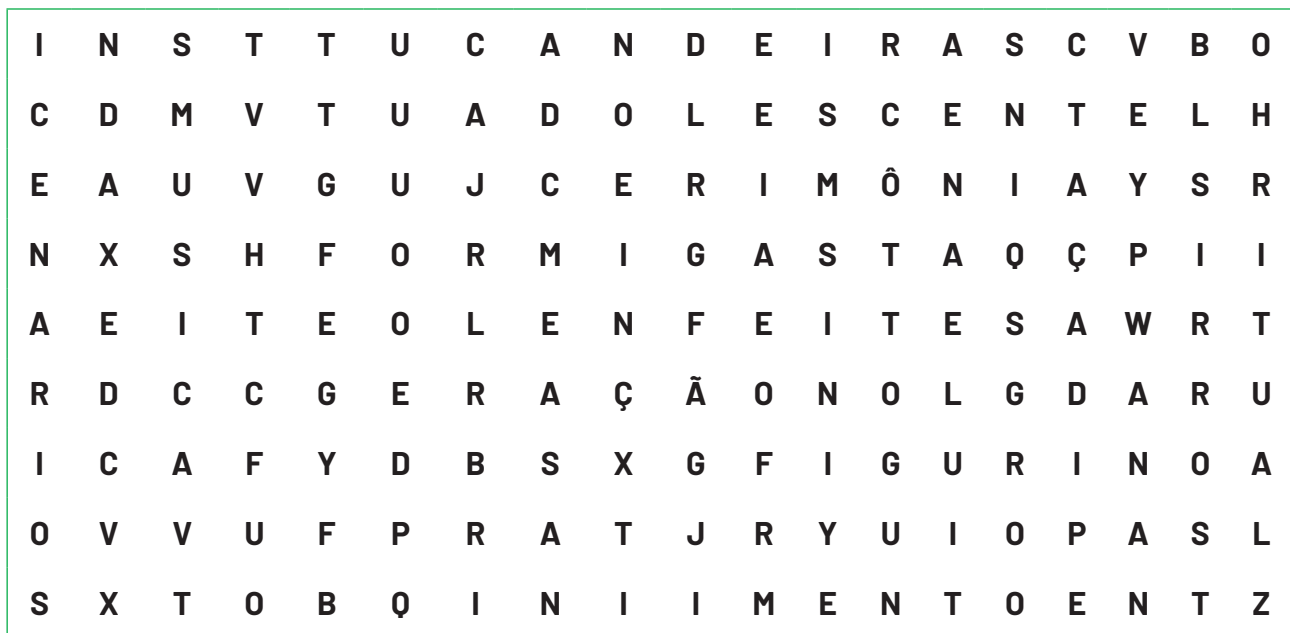 I N S T T U C A N D E I R A S C V B O
C D M V T U A D O L E S C E N T E L H
E A U V G U J C E R I M Ô N I A Y S R
N X S H F O R M I G A S T A Q Ç P I I
A E I T E O L E N F E I T E S A W R T
R D C C G E R A Ç Ã O N O L G D A R U
I C A F Y D B S X G F I G U R I N O A
O V V U F P R A T J R Y U I O P A S L
S X T O B Q I N I I M E N T O E N T Z